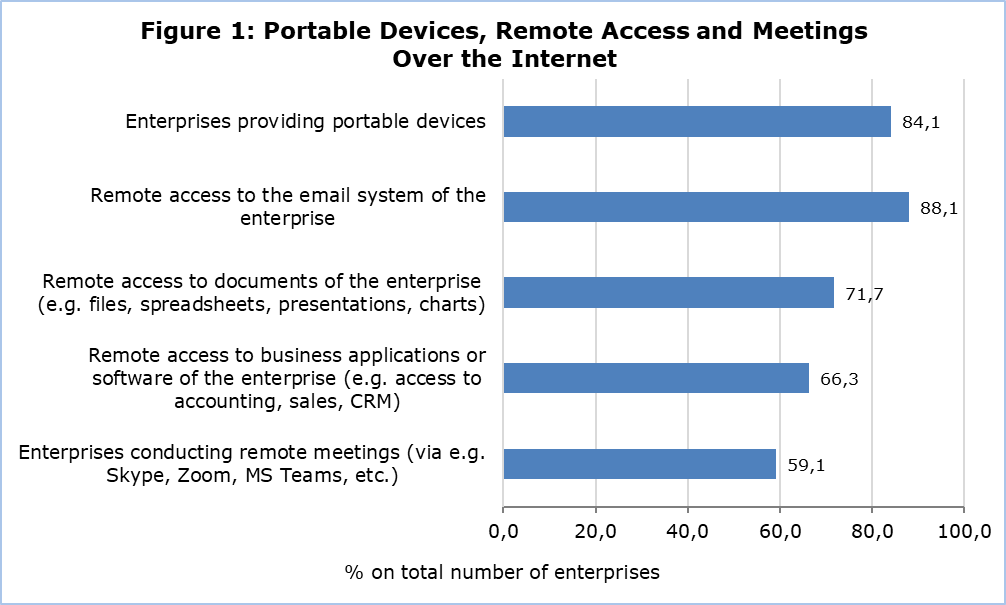 Figure 1: Portable Devices, Remote Access and Meetings
Over the Internet
Enterprises providing portable devices
84,1
Remote access to the email system of the
enterprise
88,1
Remote access to documents of the enterprise
(e.g. files, spreadsheets, presentations, charts)
71,7
Remote access to business applications or
software of the enterprise (e.g. access to
accounting, sales, CRM)
66,3
Enterprises conducting remote meetings (via e.g.
Skype, Zoom, MS Teams, etc.)
59,1
0,0 20,0 40,0 60,0 80,0 100,0
% on total number of enterprises